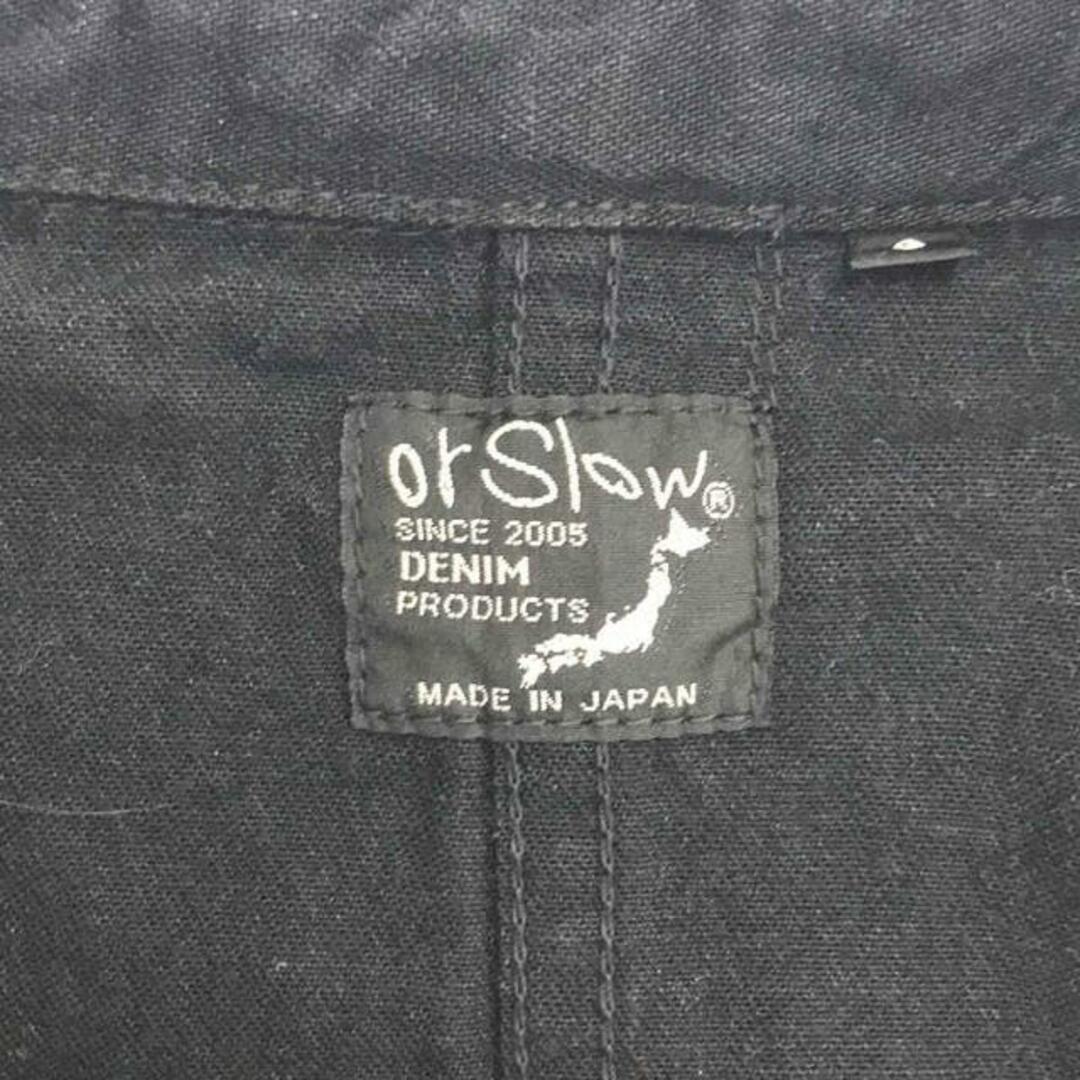 orSlow®
SINCE 2005
DENIM
PRODUCTS
MADE IN JAPAN